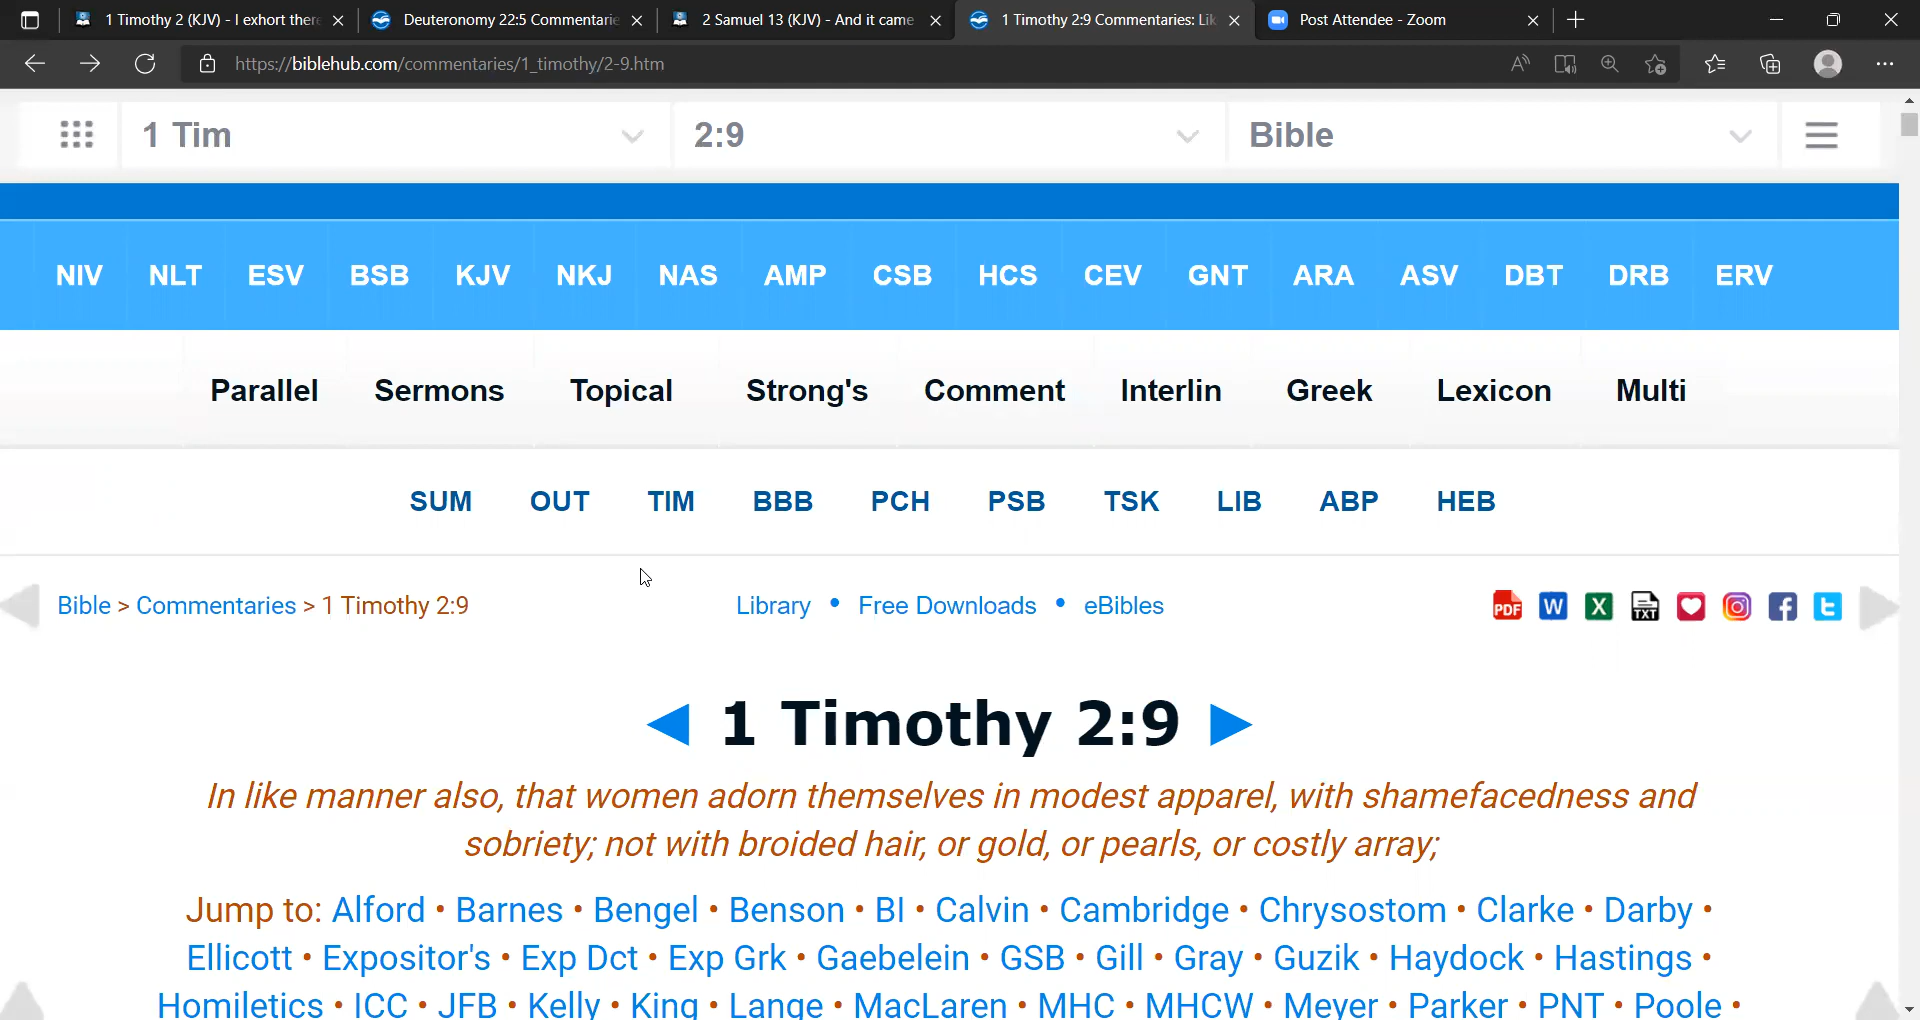 1 Timothy 2 (KJV) - I exhort there
Deuteronomy 22:5 Commentarie
2 Samuel 13 (KJV) - And it came
1 Timothy 2:9 Commentaries: Lik
Post Attendee - Zoom
https://biblehub.com/commentaries/1_timothy/2-9.htm
1 Tim
2:9
Bible
NIV NLT ESV BSB KJV NKJ NAS AMP CSB HCS CEV GNT ARA ASV DBT DRB ERV
Parallel Sermons Topical Strong's Comment Interlin Greek Lexicon Multi
SUM OUT TIM BBB PCH PSB TSK LIB ABP HEB
Bible > Commentaries > 1 Timothy 2:9
Library • Free Downloads • eBibles
PDF W X TXT
◄ 1 Timothy 2:9 ►
In like manner also, that women adorn themselves in modest apparel, with shamefacedness and
sobriety; not with broided hair, or gold, or pearls, or costly array;
Jump to: Alford • Barnes • Bengel • Benson • BI • Calvin • Cambridge • Chrysostom • Clarke • Darby •
Ellicott • Expositor's • Exp Dct • Exp Grk • Gaebelein • GSB • Gill • Gray • Guzik • Haydock • Hastings •
Homiletics • ICC • JFB • Kelly • King • Lange • MacLaren • MHC • MHCW • Meyer • Parker • PNT • Poole •